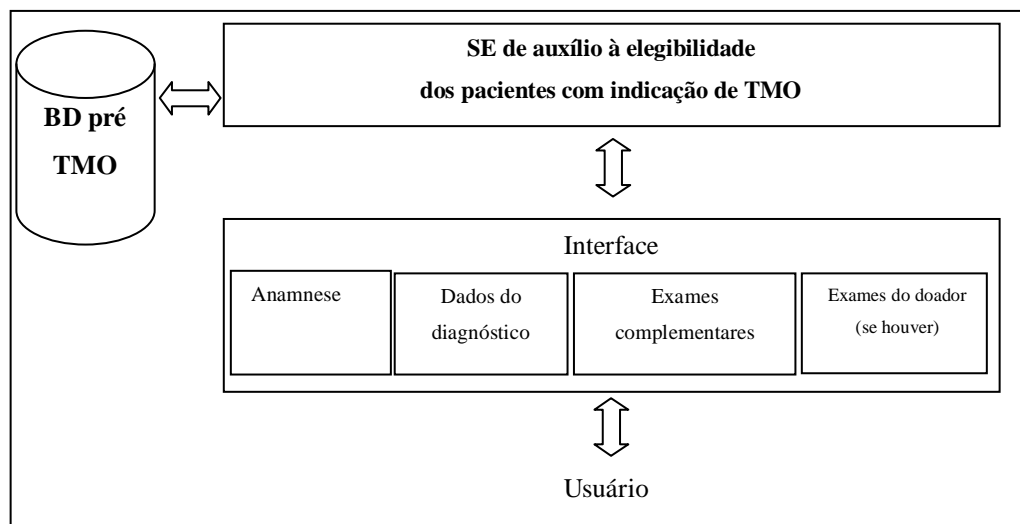 SE de auxílio à elegibilidade
dos pacientes com indicação de TMO
BD pré
TMO
Interface
Anamnese
Dados do
diagnóstico
Exames
complementares
Exames do doador
(se houver)
Usuário